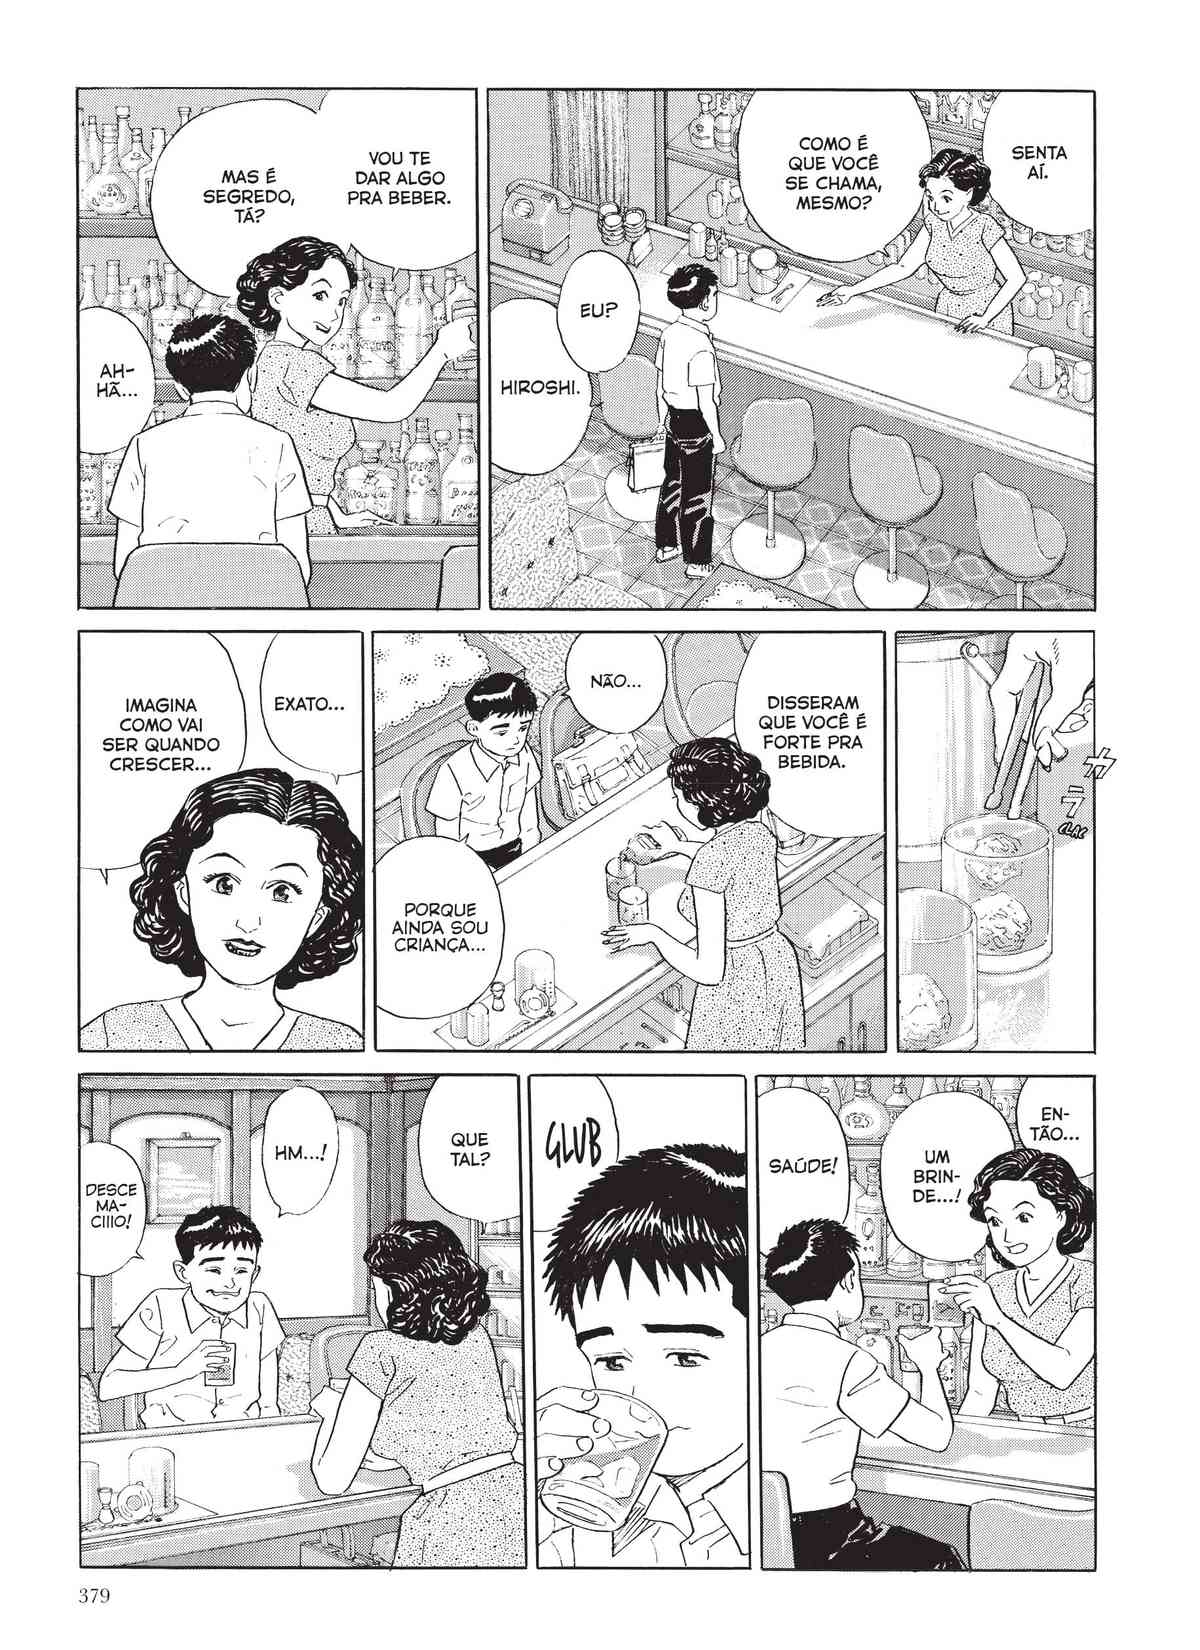 SENTA
AÍ.
COMO É
QUE VOCÊ
SE CHAMA,
MESMO?
EU?
HIROSHI.
VOU TE
DAR ALGO
PRA BEBER.
MAS É
SEGREDO,
TÁ?
AH-
HÃ...
カラ
CLAC
DISSERAM
QUE VOCÊ É
FORTE PRA
BEBIDA.
NÃO...
PORQUE
AINDA SOU
CRIANÇA...
EXATO...
IMAGINA
COMO VAI
SER QUANDO
CRESCER...
EN-
TÃO...
UM
BRIN-
DE...!
SAÚDE!
GLUB
QUE
TAL?
HM...!
DESCE
MA-
CIIIO!
379